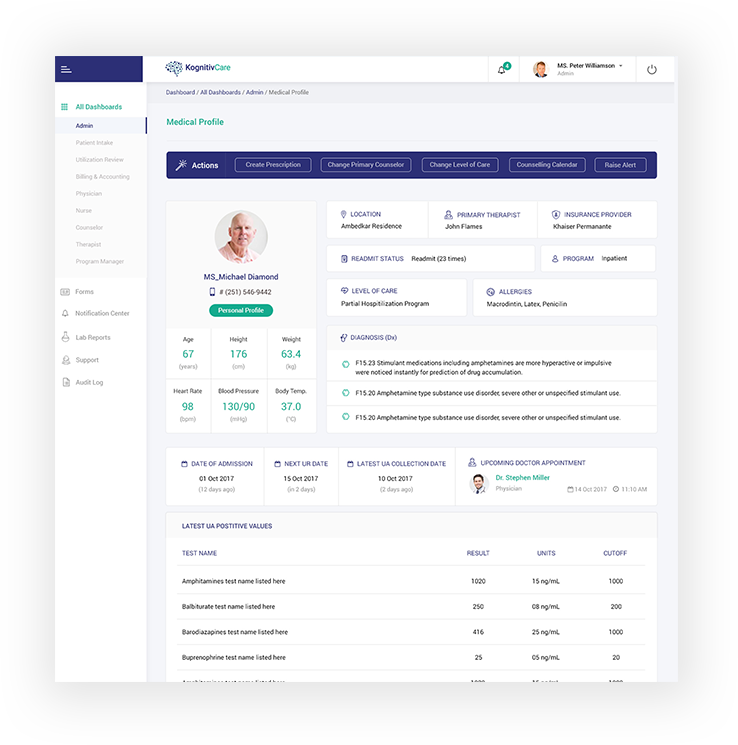 KognitivCare
4
MS. Peter Williamson
Admin
Dashboard / All Dashboards / Admin / Medical Profile
All Dashboards
Admin
Patient Intake
Utilization Review
Billing & Accounting
Physician
Nurse
Counselor
Therapist
Program Manager
Forms
Notification Center
Lab Reports
Support
Audit Log
Medical Profile
Actions
Create Prescription
Change Primary Counselor
Change Level of Care
Counselling Calendar
Raise Alert
MS_Michael Diamond
# (251) 546-9442
Personal Profile
Age
67
(years)
Height
176
(cm)
Weight
63.4
(kg)
Heart Rate
98
(bpm)
Blood Pressure
130/90
(mHg)
Body Temp.
37.0
(°C)
LOCATION
Ambedkar Residence
PRIMARY THERAPIST
John Flames
INSURANCE PROVIDER
Khaiser Permanante
READMIT STATUS Readmit (23 times)
PROGRAM Inpatient
LEVEL OF CARE
Partial Hospitilization Program
ALLERGIES
Macrodintin, Latex, Penicilin
DIAGNOSIS (Dx)
F15.23 Stimulant medications including amphetamines are more hyperactive or impulsive
were noticed instantly for prediction of drug accumulation.
F15.20 Amphetamine type substance use disorder, severe other or unspecified stimulant use.
F15.20 Amphetamine type substance use disorder, severe other or unspecified stimulant use.
DATE OF ADMISSION
01 Oct 2017
(12 days ago)
NEXT UR DATE
15 Oct 2017
(in 2 days)
LATEST UA COLLECTION DATE
10 Oct 2017
(2 days ago)
UPCOMING DOCTOR APPOINTMENT
Dr. Stephen Miller
Physician
14 Oct 2017 11:10 AM
LATEST UA POSTITIVE VALUES
TEST NAME RESULT UNITS CUTOFF
Amphitamines test name listed here 1020 15 ng/mL 1000
Balbiturate test name listed here 250 08 ng/mL 200
Barodiazapines test name listed here 416 25 ng/mL 1000
Buprenophrine test name listed here 25 05 ng/mL 20